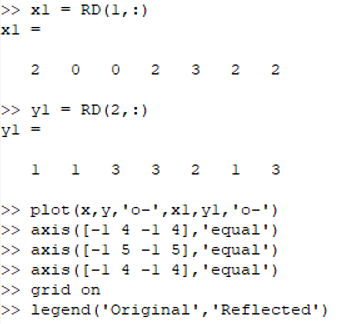 >> x1 = RD(1,:)
x1 =
2 0 0 2 3 2 2
>> y1 = RD(2,:)
y1 =
1 1 3 3 2 1 3
>> plot(x,y,'o-',x1,y1,'o-')
>> axis([-1 4 -1 4],'equal')
>> axis([-1 5 -1 5],'equal')
>> axis([-1 4 -1 4],'equal')
>> grid on
>> legend('Original','Reflected')